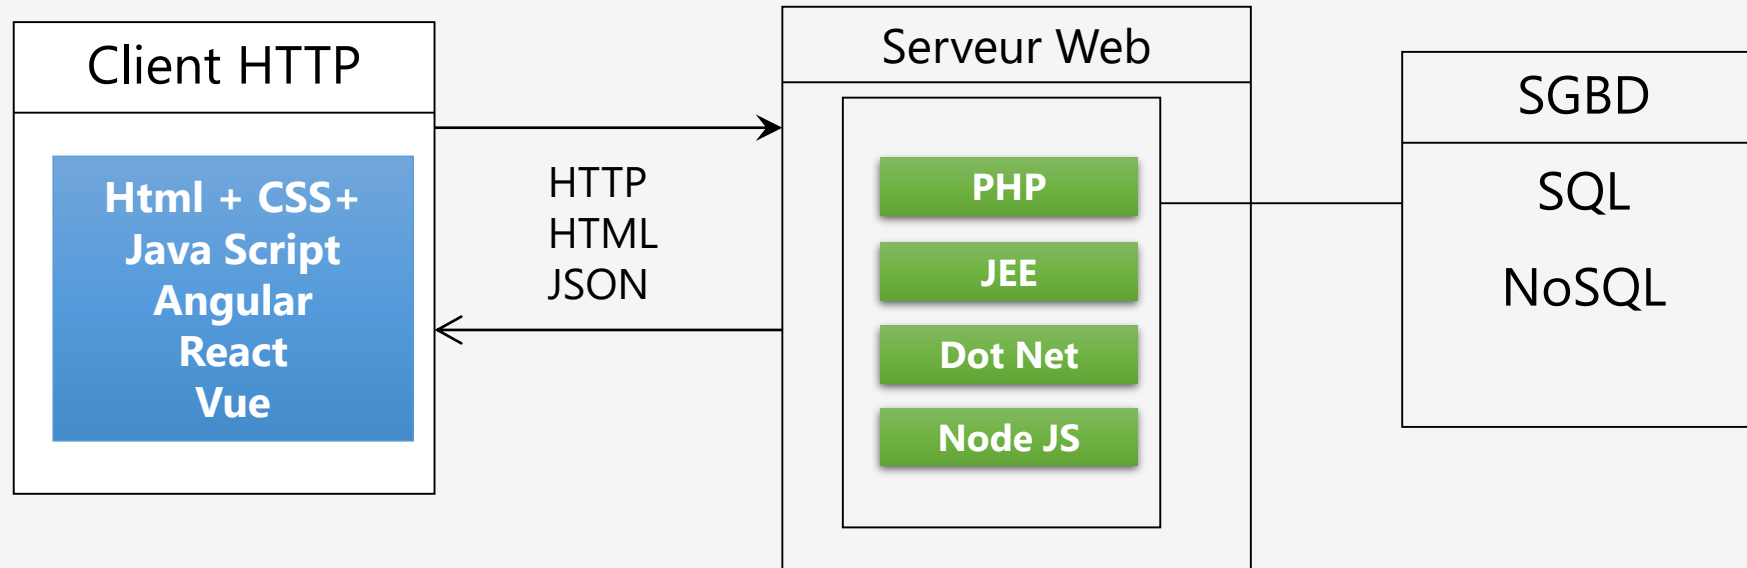 Client HTTP
Html + CSS+
Java Script
Angular
React
Vue
HTTP
HTML
JSON
Serveur Web
PHP
JEE
Dot Net
Node JS
SGBD
SQL
NoSQL